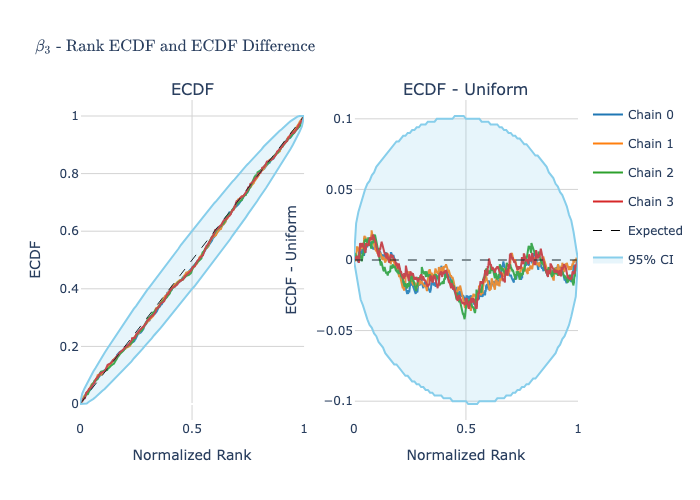 β₃ - Rank ECDF and ECDF Difference
ECDF
ECDF - Uniform
ECDF
1
0.8
0.6
0.4
0.2
0
0
0.5
1
Normalized Rank
ECDF - Uniform
0.1
0.05
0
−0.05
−0.1
0
0.5
1
Normalized Rank
Chain 0
Chain 1
Chain 2
Chain 3
Expected
95% CI